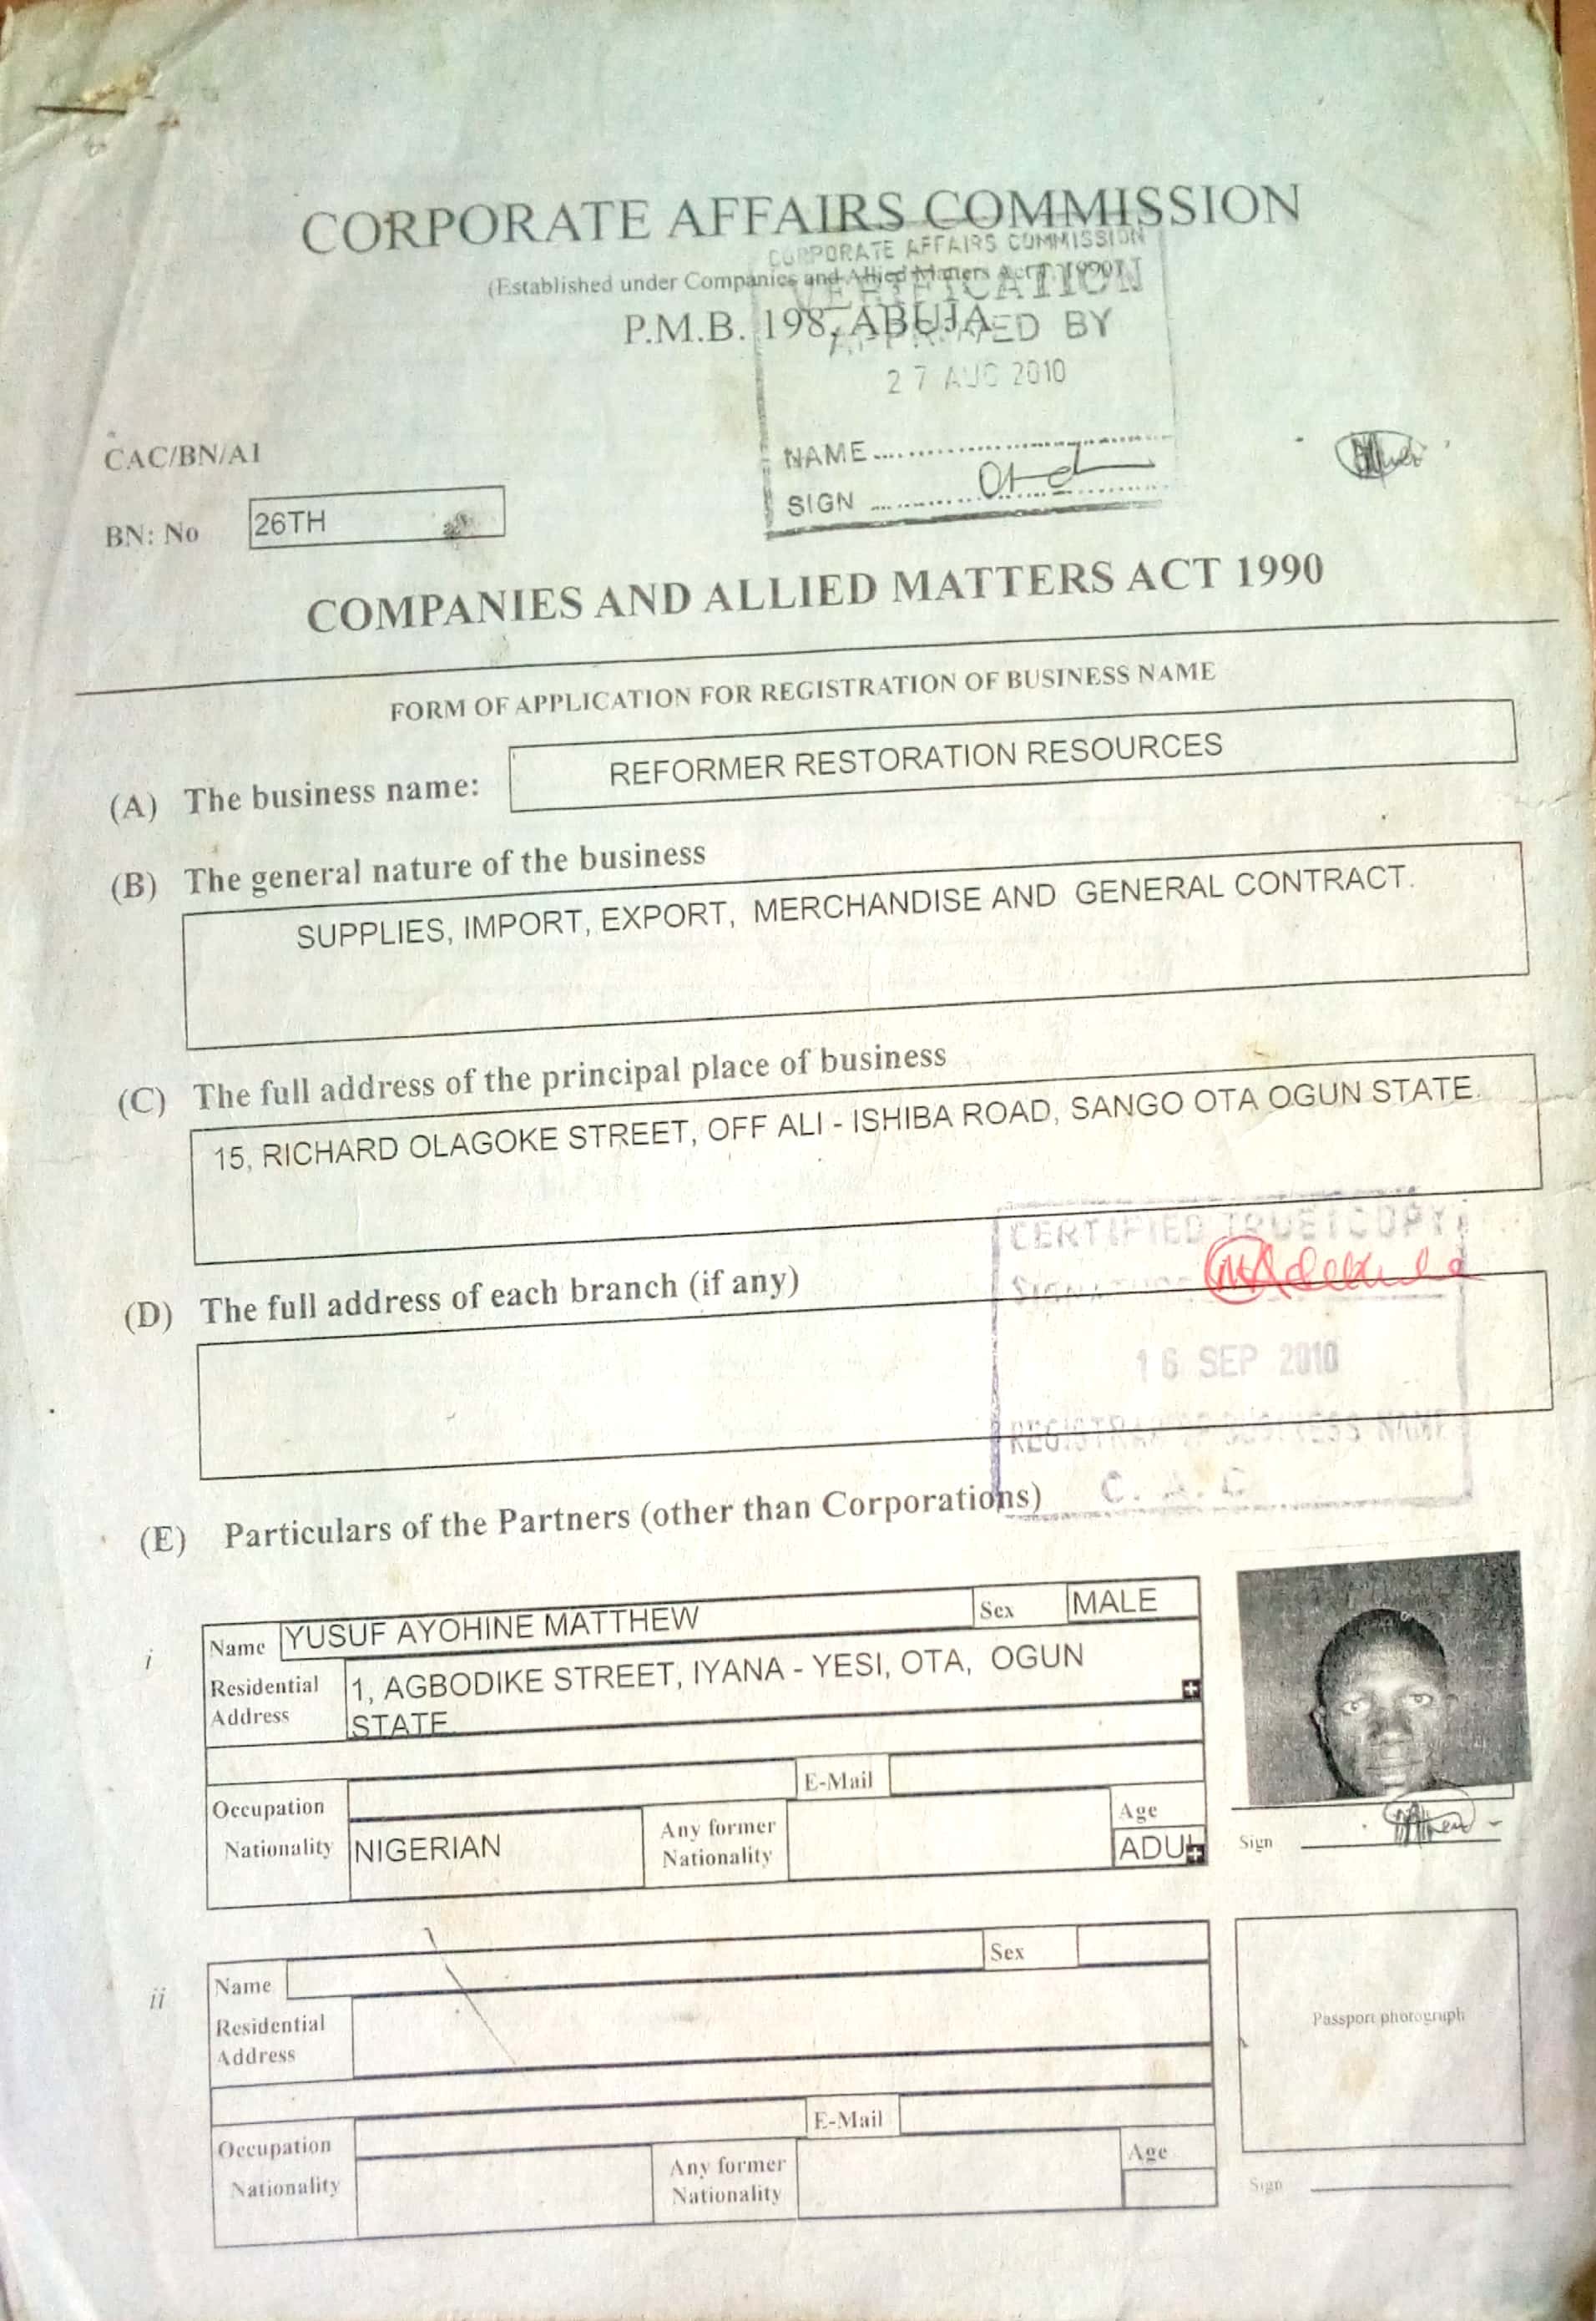 CORPORATE AFFAIRS COMMISSION
CORPORATE AFFAIRS COMMISSION
(Established under Companies and Allied Matters Act 1990)
VERIFICATION
P.M.B. 198, ABUJA
APPROVED BY
27 AUG 2010
CAC/BN/A1
NAME
SIGN
BN: No 26TH
COMPANIES AND ALLIED MATTERS ACT 1990
FORM OF APPLICATION FOR REGISTRATION OF BUSINESS NAME
(A) The business name: REFORMER RESTORATION RESOURCES
(B) The general nature of the business
SUPPLIES, IMPORT, EXPORT, MERCHANDISE AND GENERAL CONTRACT.
(C) The full address of the principal place of business
15, RICHARD OLAGOKE STREET, OFF ALI - ISHIBA ROAD, SANGO OTA OGUN STATE.
CERTIFIED TRUE COPY
SIGNATURE
(D) The full address of each branch (if any)
16 SEP 2010
REGISTRAR OF BUSINESS NAME
C. A. C
(E) Particulars of the Partners (other than Corporations)
i
Name YUSUF AYOHINE MATTHEW Sex MALE
Residential Address 1, AGBODIKE STREET, IYANA - YESI, OTA, OGUN
STATE
E-Mail
Occupation
Age
Nationality NIGERIAN Any former Nationality ADUL
Sign
ii
Name Sex
Residential Address
Passport photograph
E-Mail
Occupation
Age
Nationality Any former Nationality
Sign